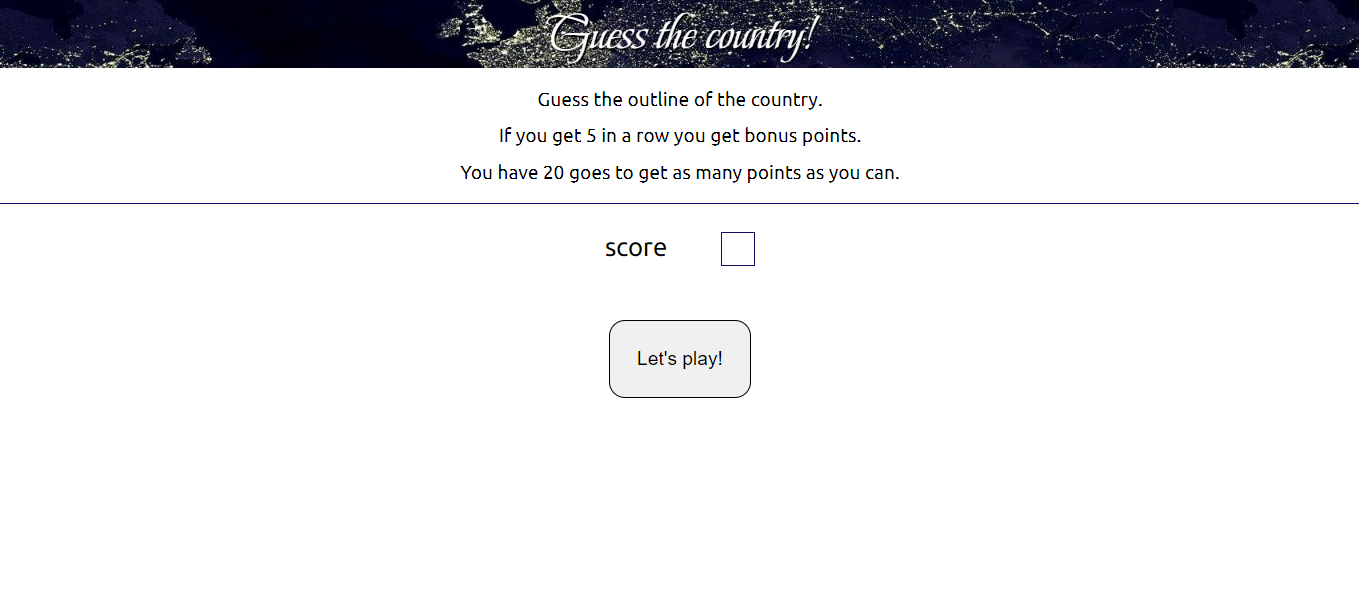 Guess the country!
Guess the outline of the country.
If you get 5 in a row you get bonus points.
You have 20 goes to get as many points as you can.
score
Let's play!